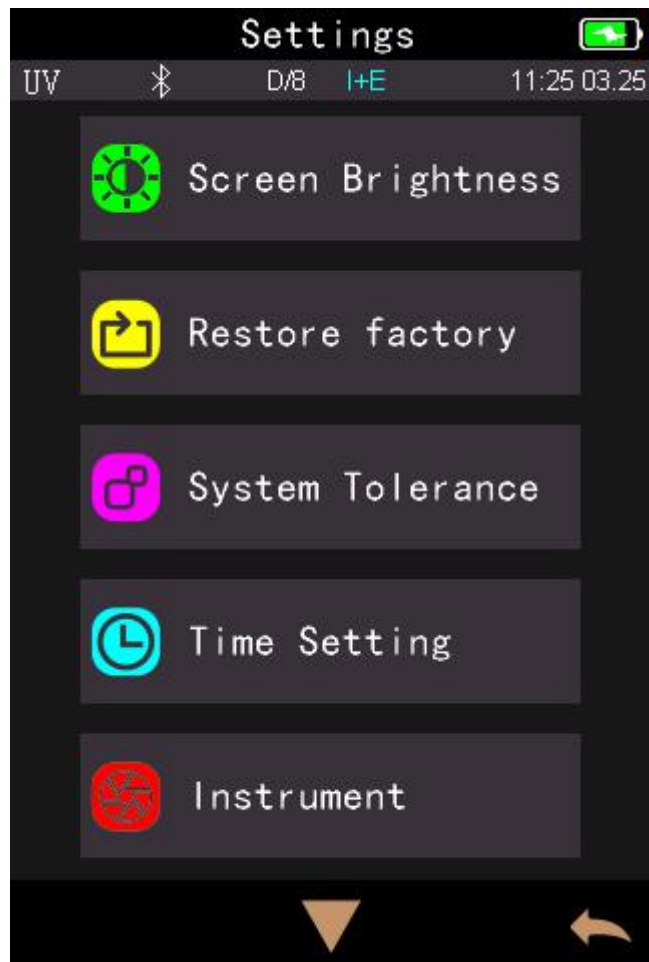 Settings
UV D/8 I+E 11:25 03.25
Screen Brightness
Restore factory
System Tolerance
Time Setting
Instrument